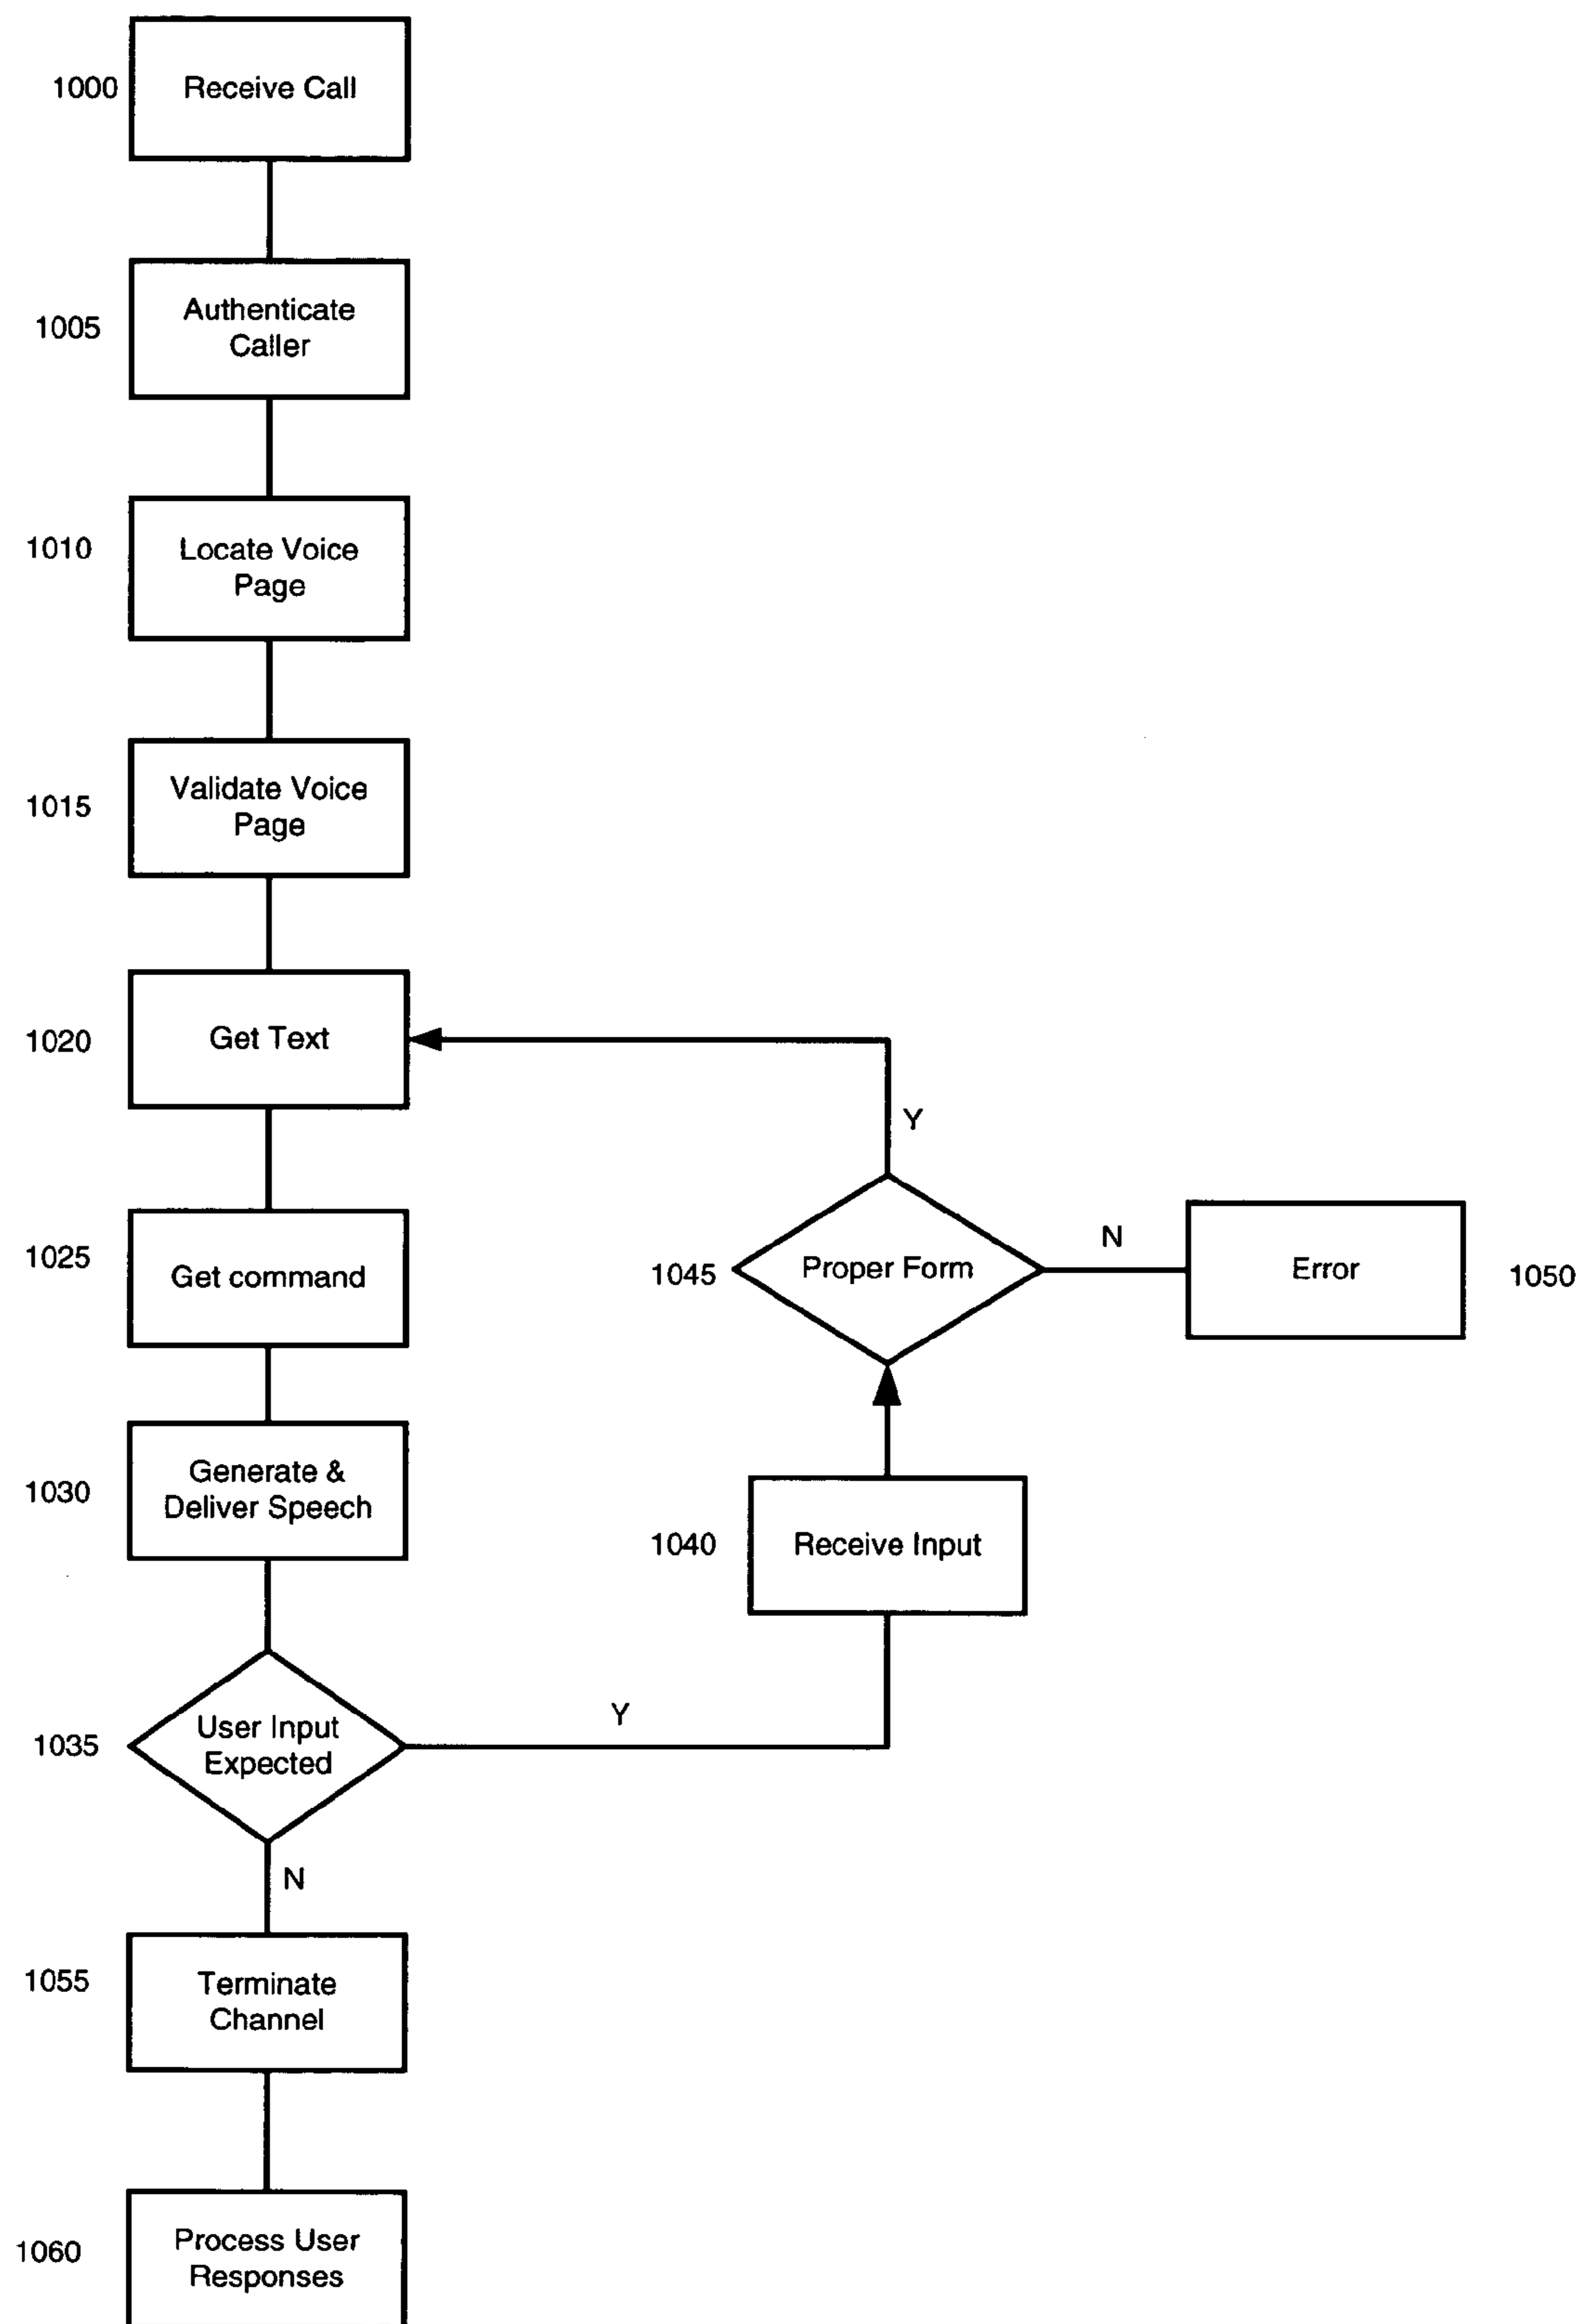 1000
Receive Call
1005
Authenticate
Caller
1010
Locate Voice
Page
1015
Validate Voice
Page
1020
Get Text
Y
1025
Get command
1045
Proper Form
N
Error
1050
1030
Generate &
Deliver Speech
1040
Receive Input
1035
User Input
Expected
Y
N
1055
Terminate
Channel
1060
Process User
Responses